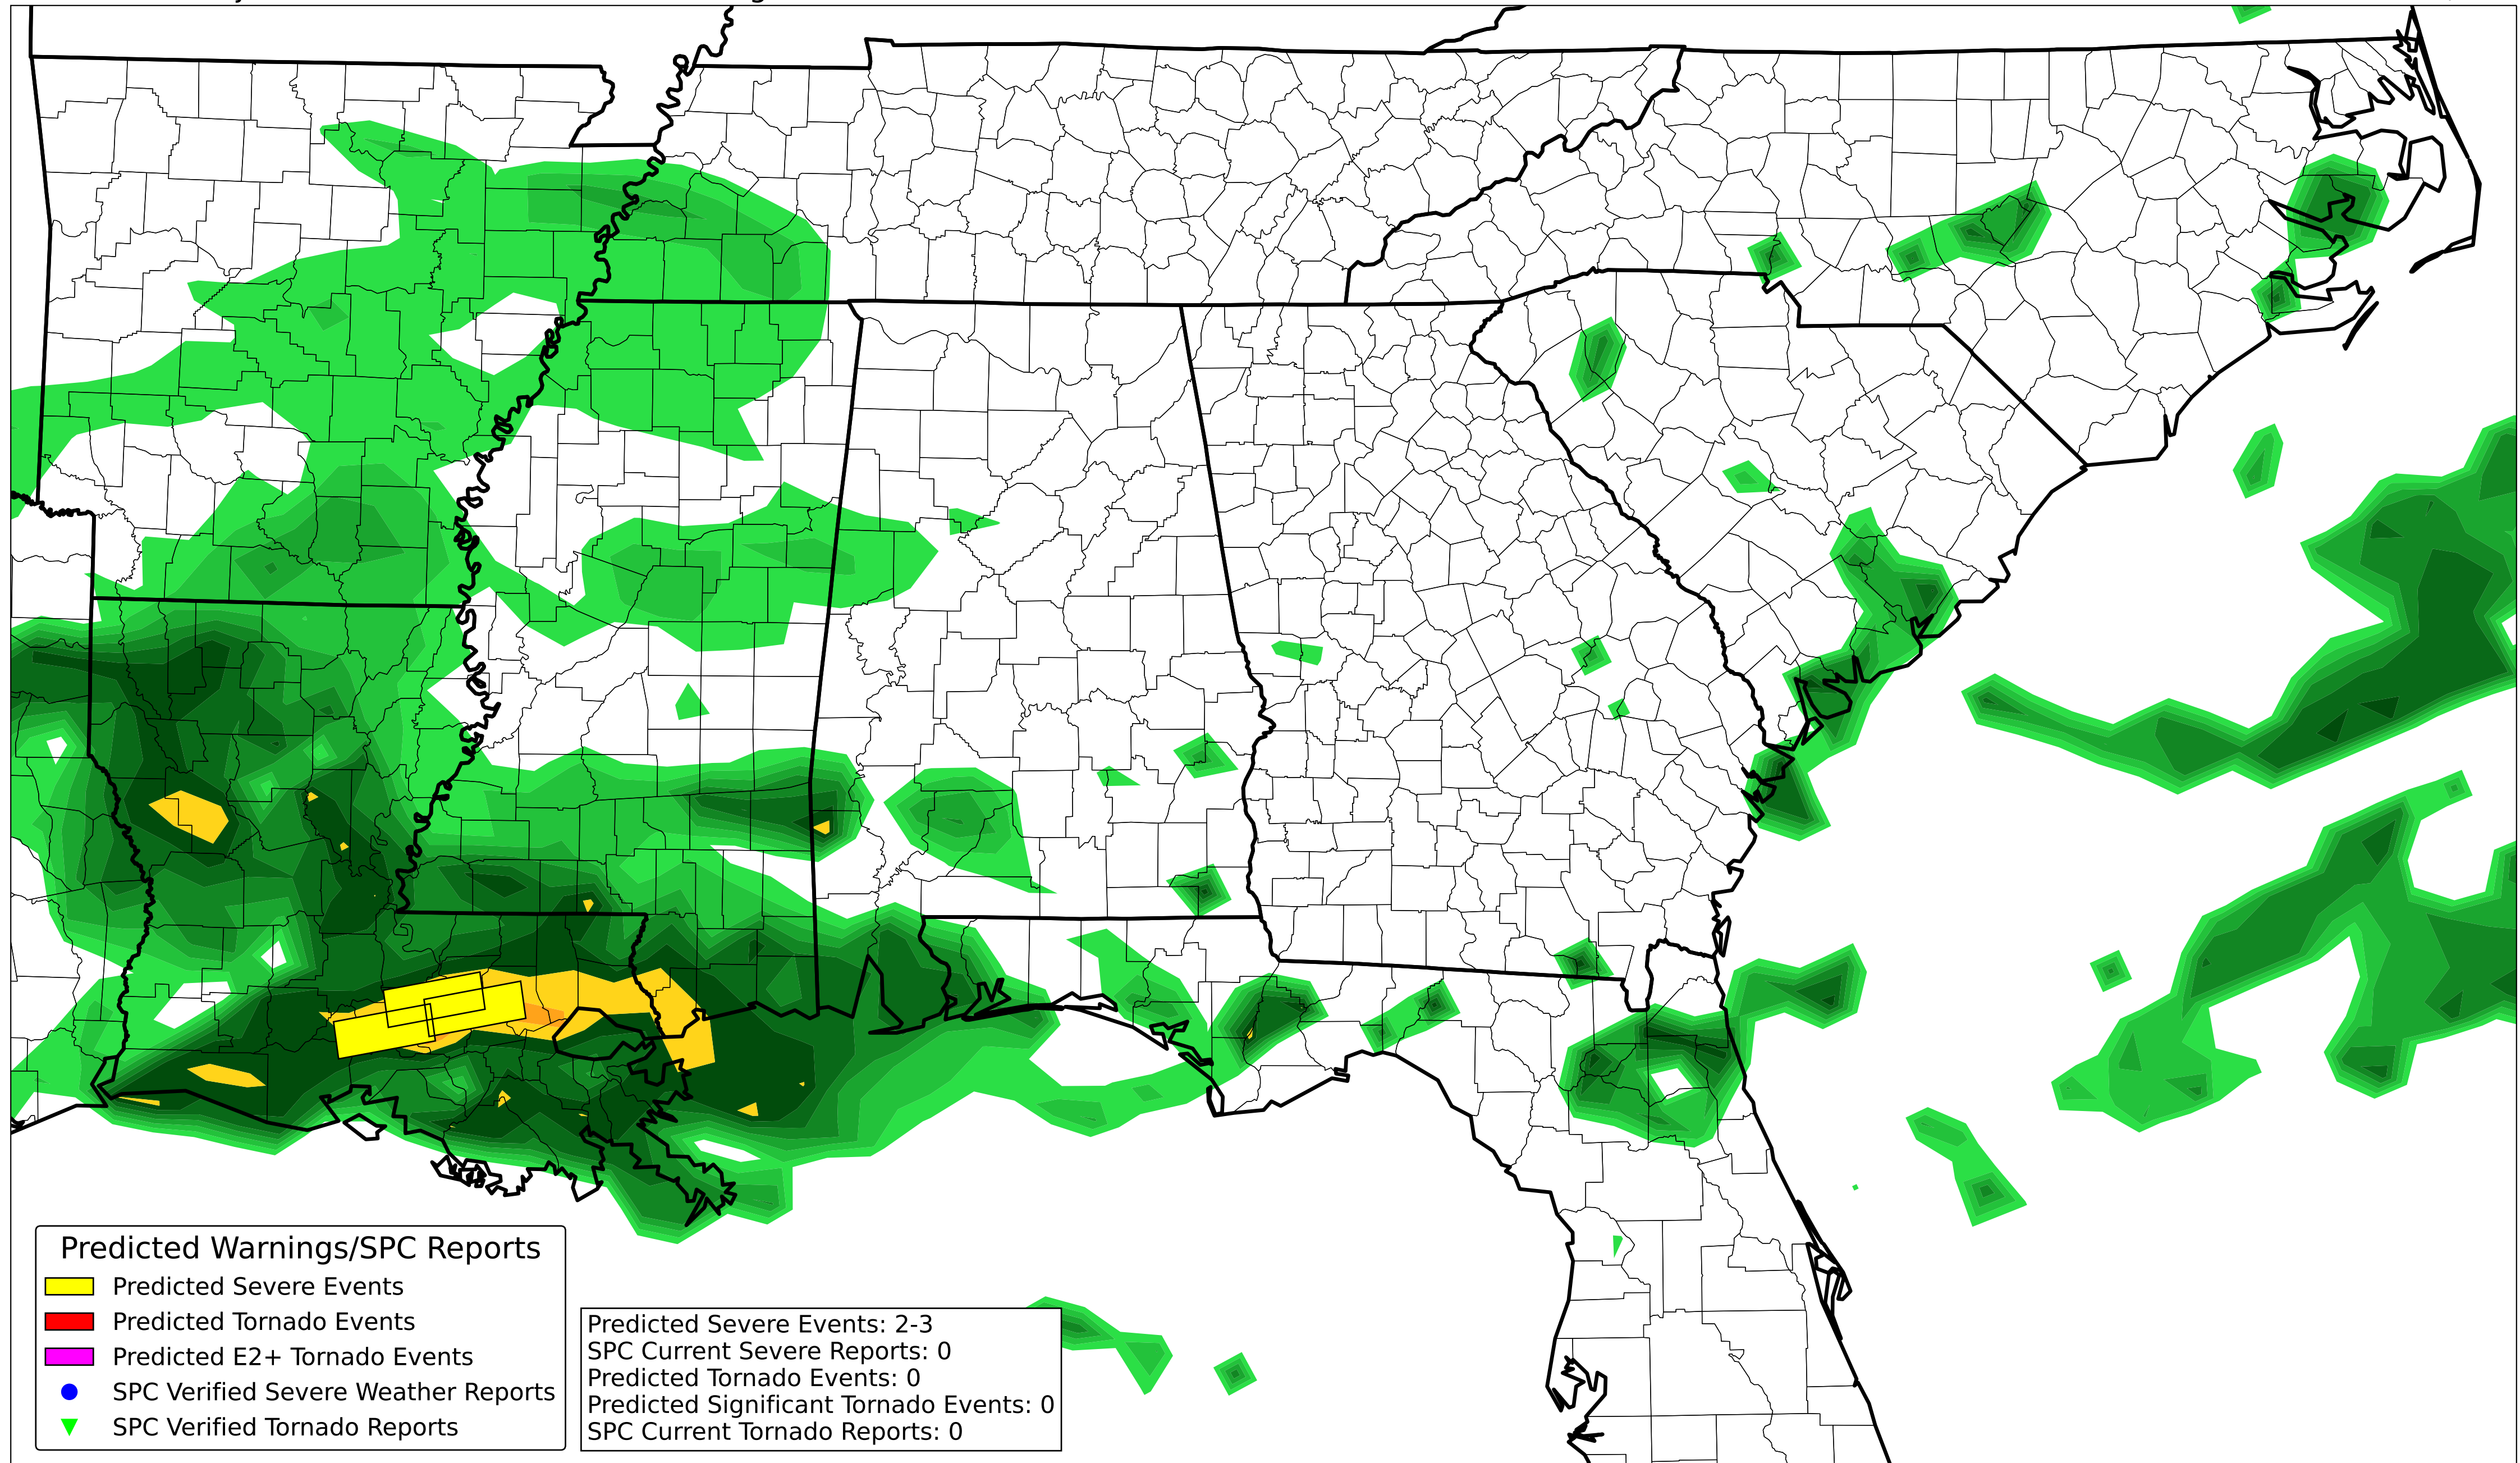 Predicted Warnings/SPC Reports
Predicted Severe Events
Predicted Tornado Events
Predicted E2+ Tornado Events
SPC Verified Severe Weather Reports
SPC Verified Tornado Reports
Predicted Severe Events: 2-3
SPC Current Severe Reports: 0
Predicted Tornado Events: 0
Predicted Significant Tornado Events: 0
SPC Current Tornado Reports: 0